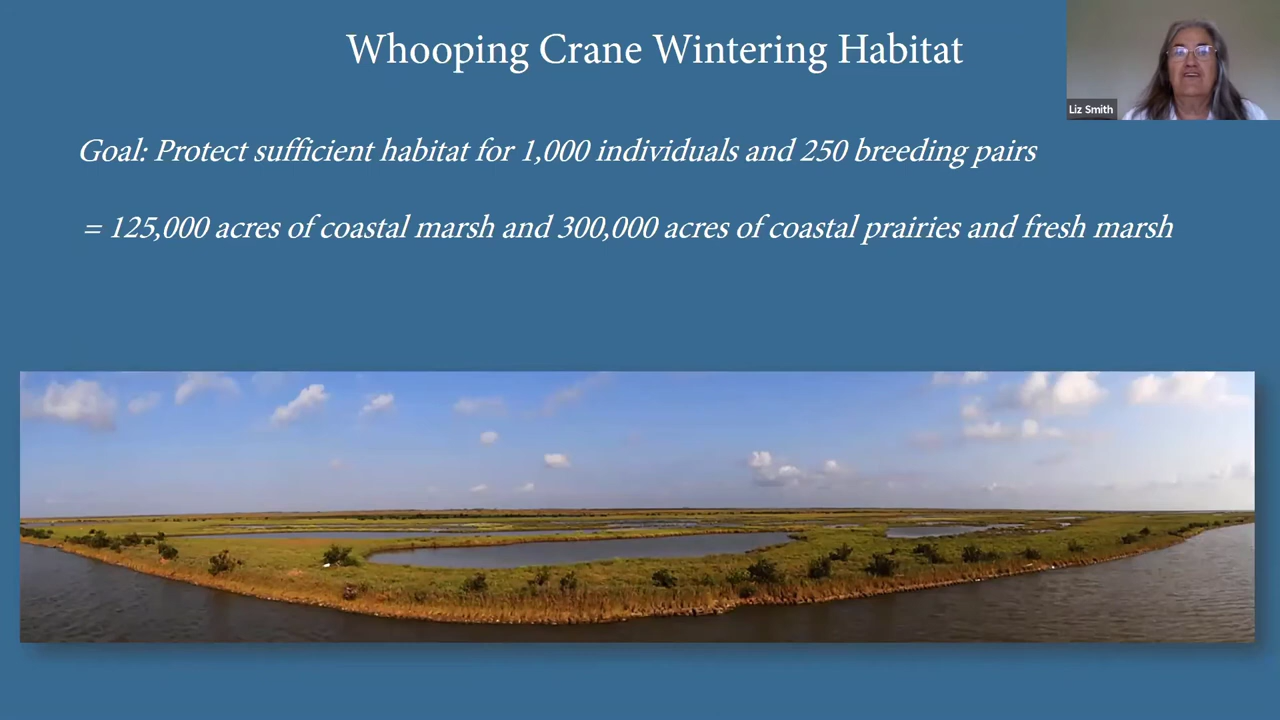 Whooping Crane Wintering Habitat
Liz Smith
Goal: Protect sufficient habitat for 1,000 individuals and 250 breeding pairs
= 125,000 acres of coastal marsh and 300,000 acres of coastal prairies and fresh marsh